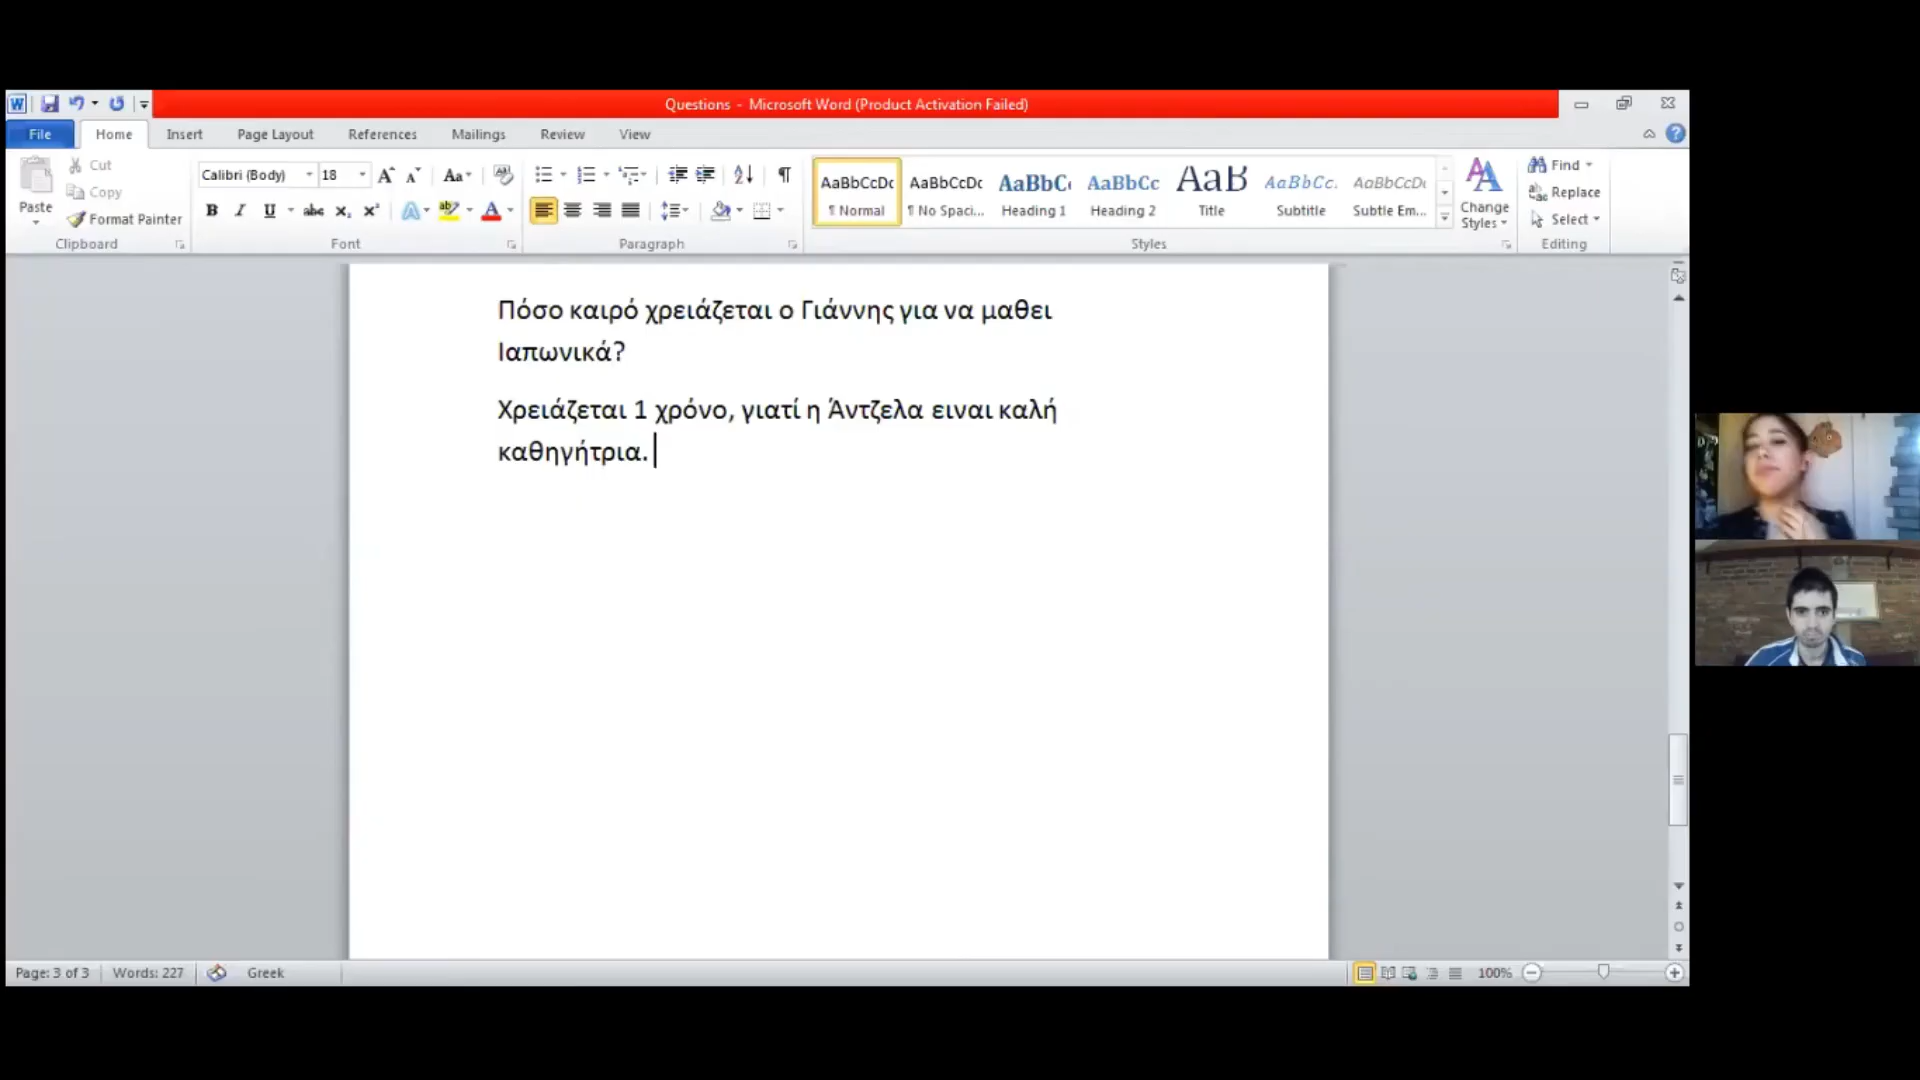 Questions - Microsoft Word (Product Activation Failed)
File Home Insert Page Layout References Mailings Review View
Paste
Cut
Copy
Format Painter
Clipboard
Calibri (Body) 18
Font
Paragraph
AaBbCcDc AaBbCcDc AaBbC AaBbCc AaB AaBbCc. AaBbCcDc
¶ Normal ¶ No Spaci... Heading 1 Heading 2 Title Subtitle Subtle Em...
Change
Styles
Styles
Find
Replace
Select
Editing
Πόσο καιρό χρειάζεται ο Γιάννης για να μαθει
Ιαπωνικά?
Χρειάζεται 1 χρόνο, γιατί η Άντζελα ειναι καλή
καθηγήτρια.
Page: 3 of 3 Words: 227 Greek 100%